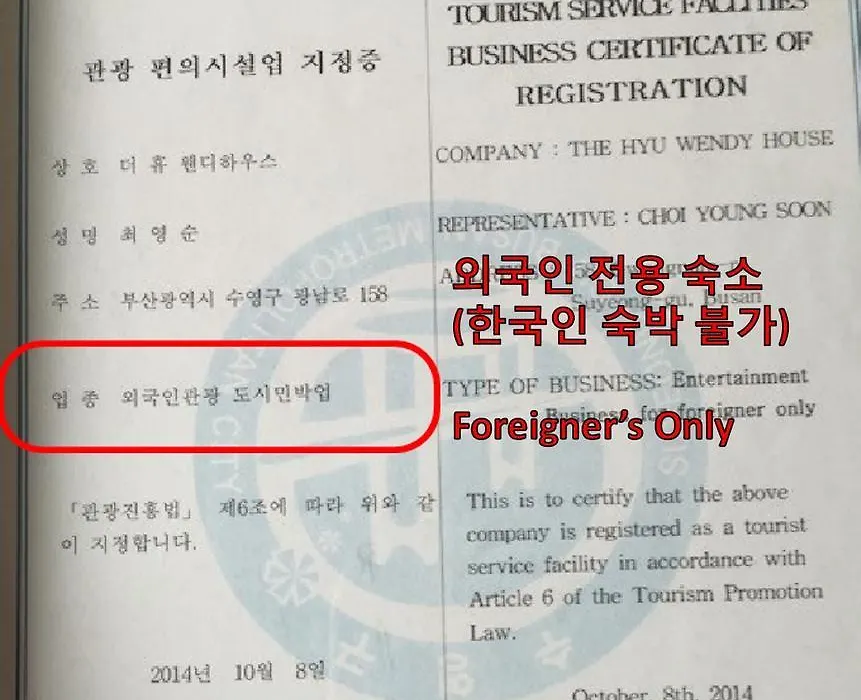 관광 편의시설업 지정증
상 호 더 휴 웬디하우스
성 명 최 영 순
주 소 부산광역시 수영구 광남로 158
업 종 외국인관광 도시민박업
「관광진흥법」 제6조에 따라 위와 같
이 지정합니다.
2014년 10월 8일
TOURISM SERVICE FACILITIES
BUSINESS CERTIFICATE OF
REGISTRATION
COMPANY : THE HYU WENDY HOUSE
REPRESENTATIVE : CHOI YOUNG SOON
Suyeong-gu, Busan
외국인 전용 숙소
(한국인 숙박 불가)
TYPE OF BUSINESS: Entertainment
Business for foreigner only
Foreigner's Only
This is to certify that the above
company is registered as a tourist
service facility in accordance with
Article 6 of the Tourism Promotion
Law.
October, 8th, 2014